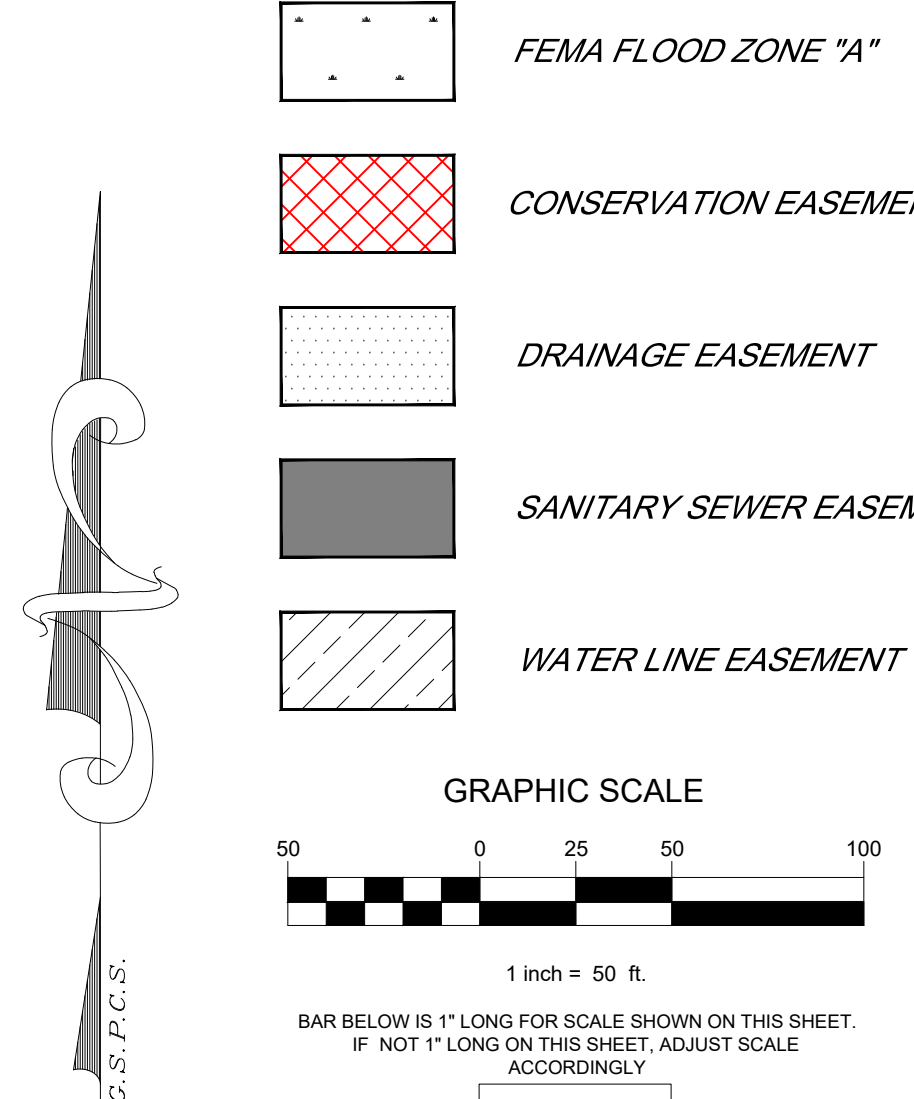 FEMA FLOOD ZONE "A"
CONSERVATION
DRAINAGE EASEMENT
SANITARY SEWER
WATER LINE EASEMENT
GRAPHIC SCALE
50 0 25 50 100
1 inch = 50 ft.
BAR BELOW IS 1" LONG FOR SCALE SHOWN ON THIS SHEET.
IF NOT 1" LONG ON THIS SHEET, ADJUST SCALE
ACCORDINGLY
G.S.P.C.S.